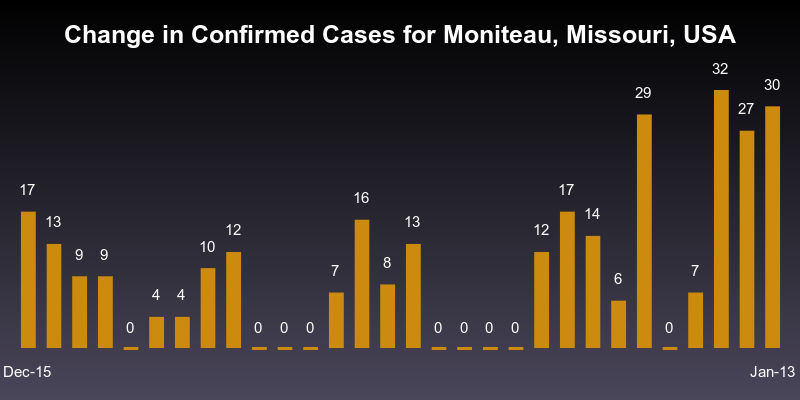 Change in Confirmed Cases for Moniteau, Missouri, USA
17 13 9 9 0 4 4 10 12 0 0 0 7 16 8 13 0 0 0 0 12 17 14 6 29 0 7 32 27 30
Dec-15 Jan-13